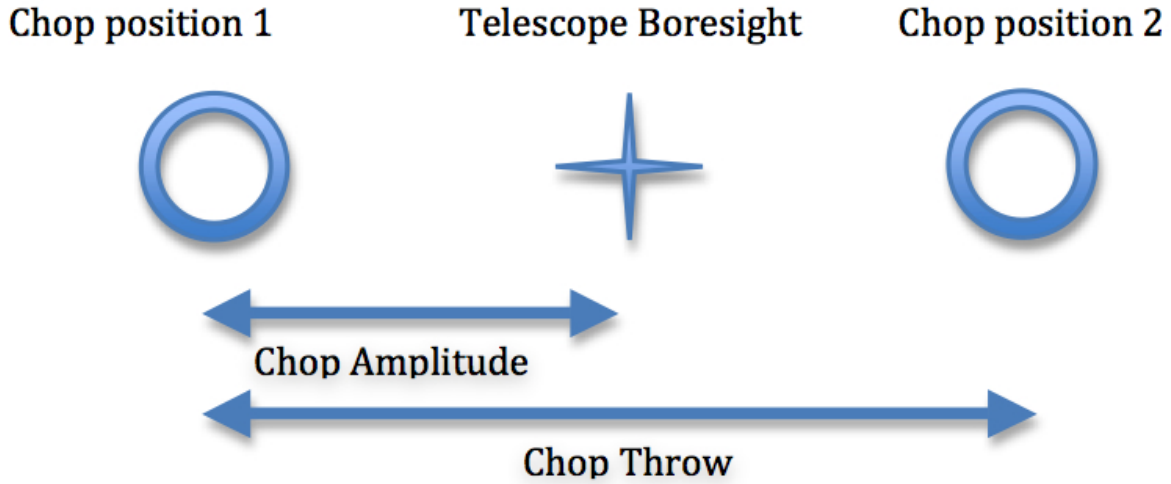 Chop position 1
Telescope Boresight
Chop position 2
Chop Amplitude
Chop Throw